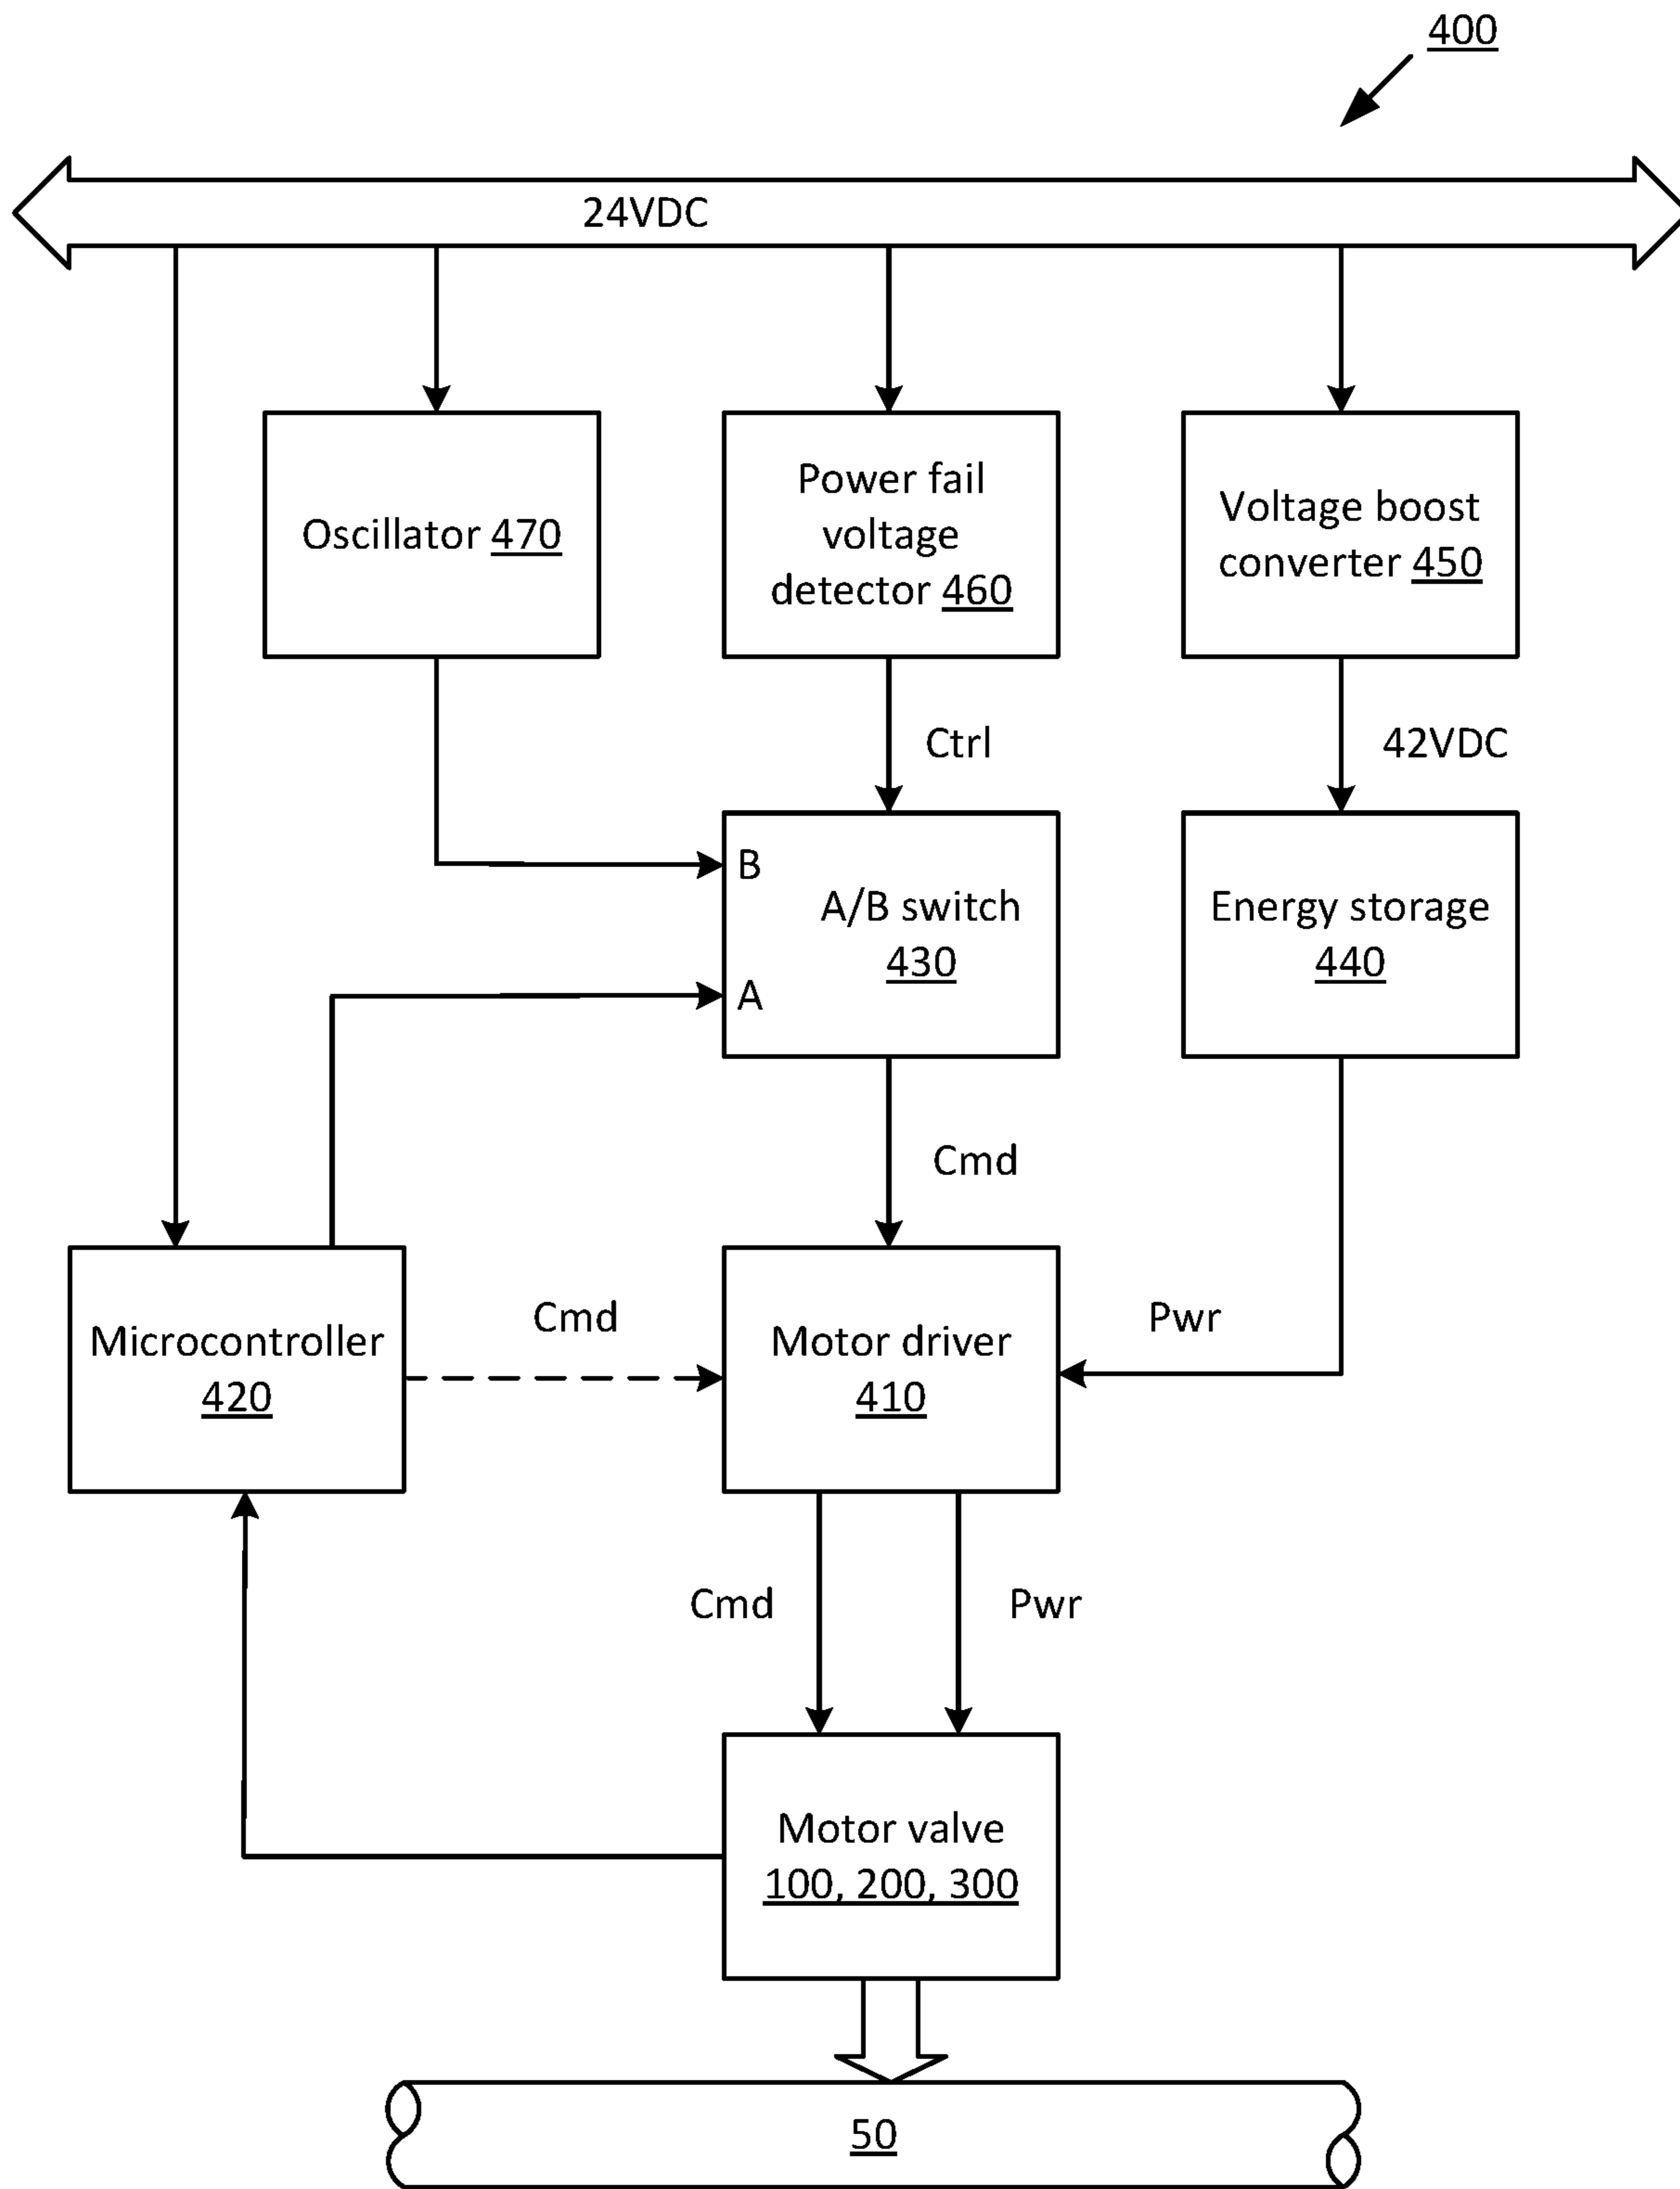 400
24VDC
Oscillator 470
Power fail
voltage
detector 460
Voltage boost
converter 450
Ctrl
42VDC
B
A/B switch
430
A
Energy storage
440
Cmd
Microcontroller
420
Cmd
Motor driver
410
Pwr
Cmd
Pwr
Motor valve
100, 200, 300
50